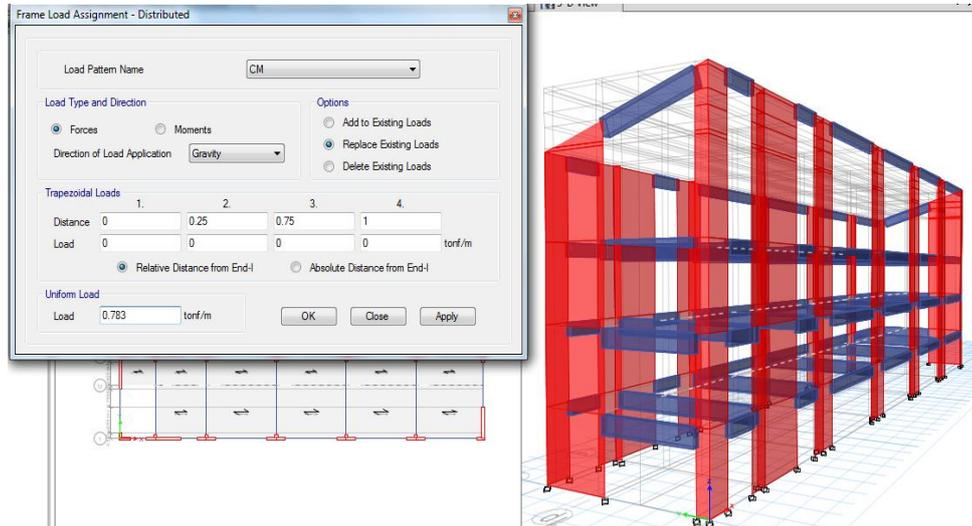 Frame Load Assignment - Distributed
Load Pattern Name
CM
Load Type and Direction
Forces
Moments
Direction of Load Application
Gravity
Options
Add to Existing Loads
Replace Existing Loads
Delete Existing Loads
Trapezoidal Loads
1. 2. 3. 4.
Distance 0 0.25 0.75 1
Load 0 0 0 0 tonf/m
Relative Distance from End-I
Absolute Distance from End-I
Uniform Load
Load 0.783 tonf/m
OK Close Apply
3-D View